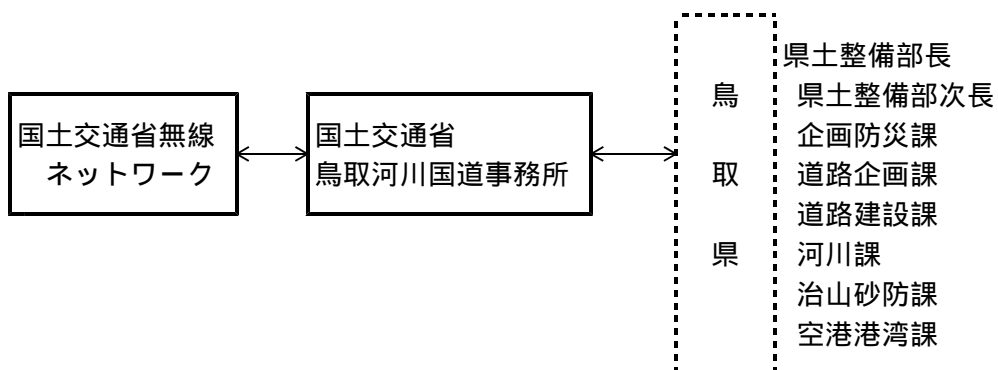 国土交通省無線
ネットワーク
国土交通省
鳥取河川国道事務所
鳥
取
県
県土整備部長
県土整備部次長
企画防災課
道路企画課
道路建設課
河川課
治山砂防課
空港港湾課